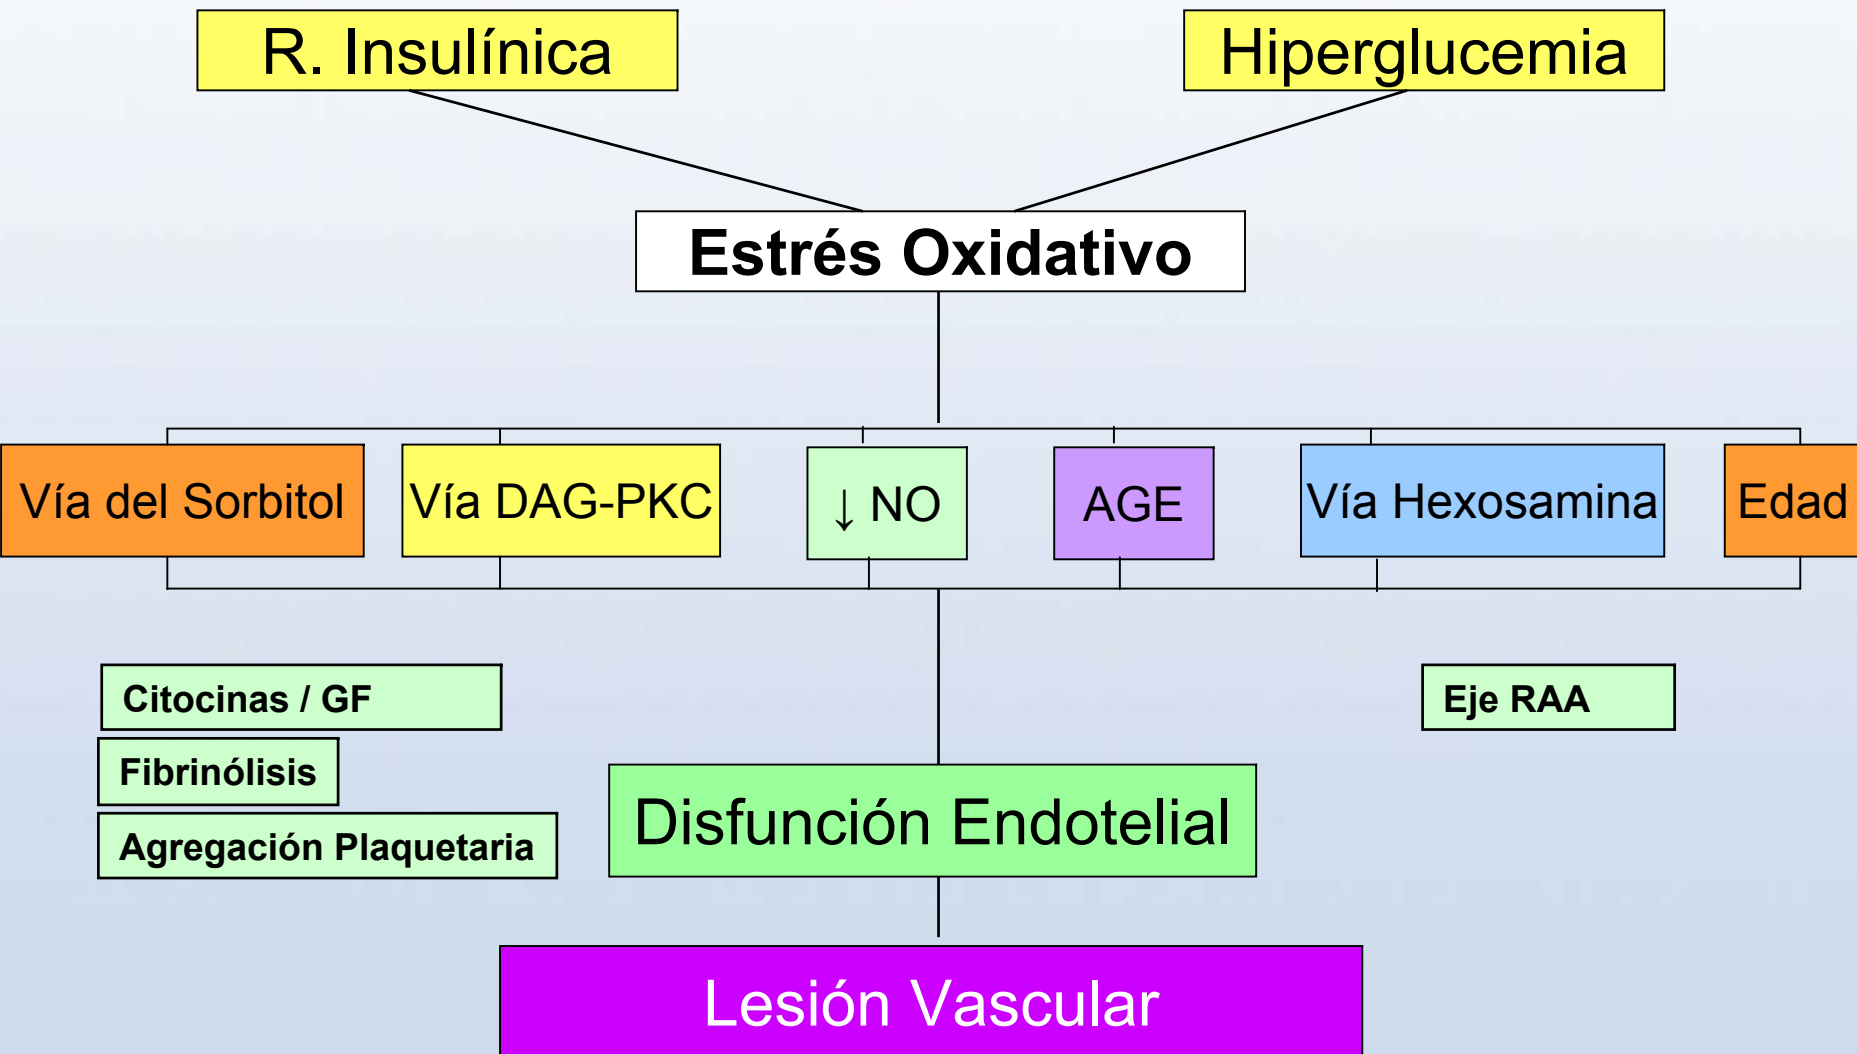 R. Insulínica
Hiperglucemia
Estrés Oxidativo
Vía del Sorbitol
Vía DAG-PKC
↓ NO
AGE
Vía Hexosamina
Edad
Citocinas / GF
Eje RAA
Fibrinólisis
Disfunción Endotelial
Agregación Plaquetaria
Lesión Vascular